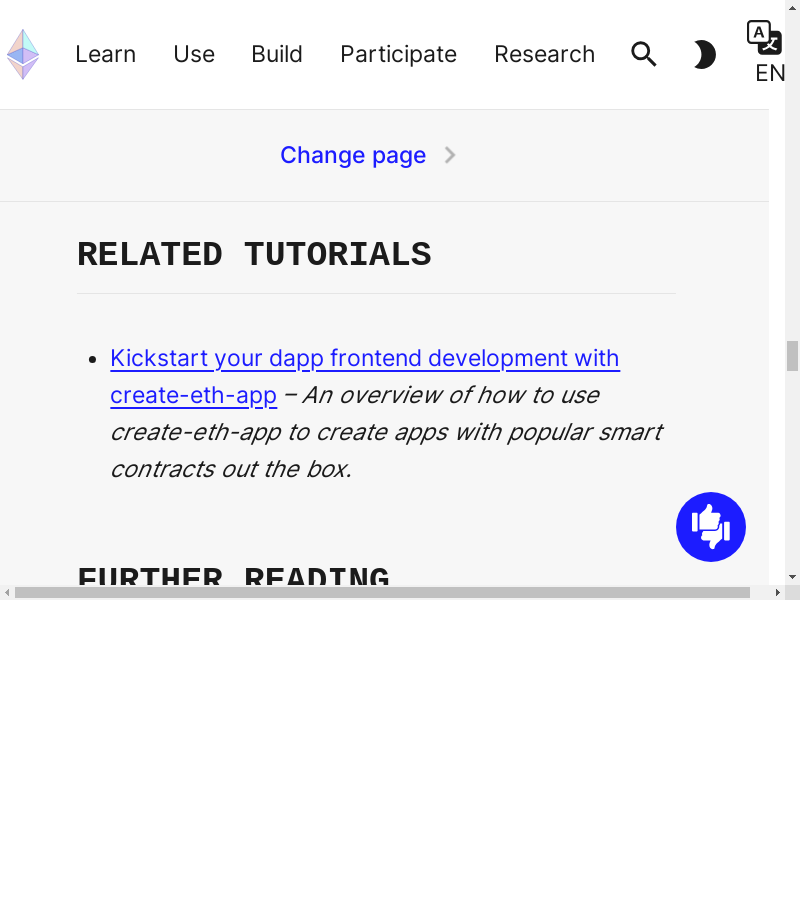 Learn Use Build Participate Research
EN
Change page
RELATED TUTORIALS
Kickstart your dapp frontend development with
create-eth-app – An overview of how to use
create-eth-app to create apps with popular smart
contracts out the box.
FURTHER READING